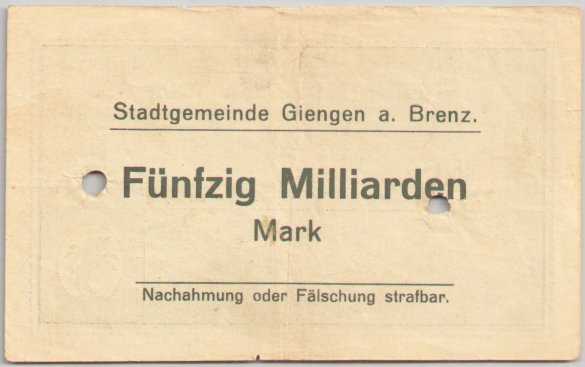 Stadtgemeinde Giengen a. Brenz.
Fünfzig Milliarden
Mark
Nachahmung oder Fälschung strafbar.